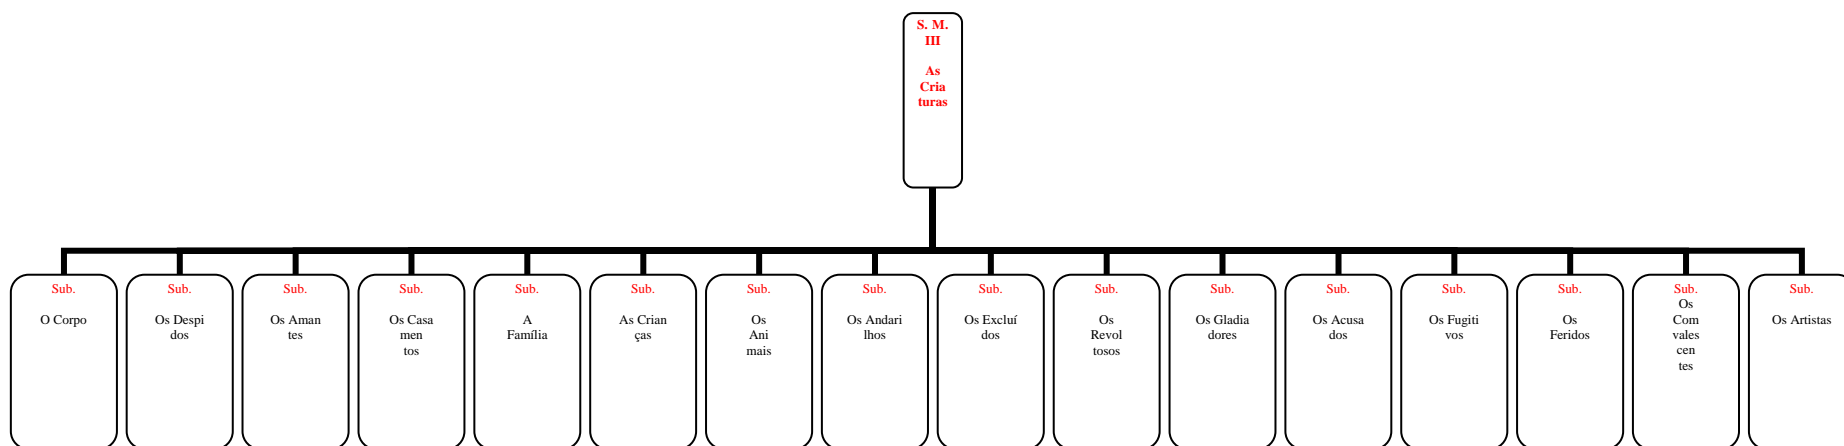 S. M.
III
As
Cria
turas
Sub.
O Corpo
Sub.
Os Despi
dos
Sub.
Os Aman
tes
Sub.
Os Casa
men
tos
Sub.
A
Família
Sub.
As Crian
ças
Sub.
Os
Ani
mais
Sub.
Os Andari
lhos
Sub.
Os Excluí
dos
Sub.
Os
Revol
tosos
Sub.
Os Gladia
dores
Sub.
Os Acusa
dos
Sub.
Os Fugiti
vos
Sub.
Os
Feridos
Sub.
Os
Com
vales
cen
tes
Sub.
Os Artistas